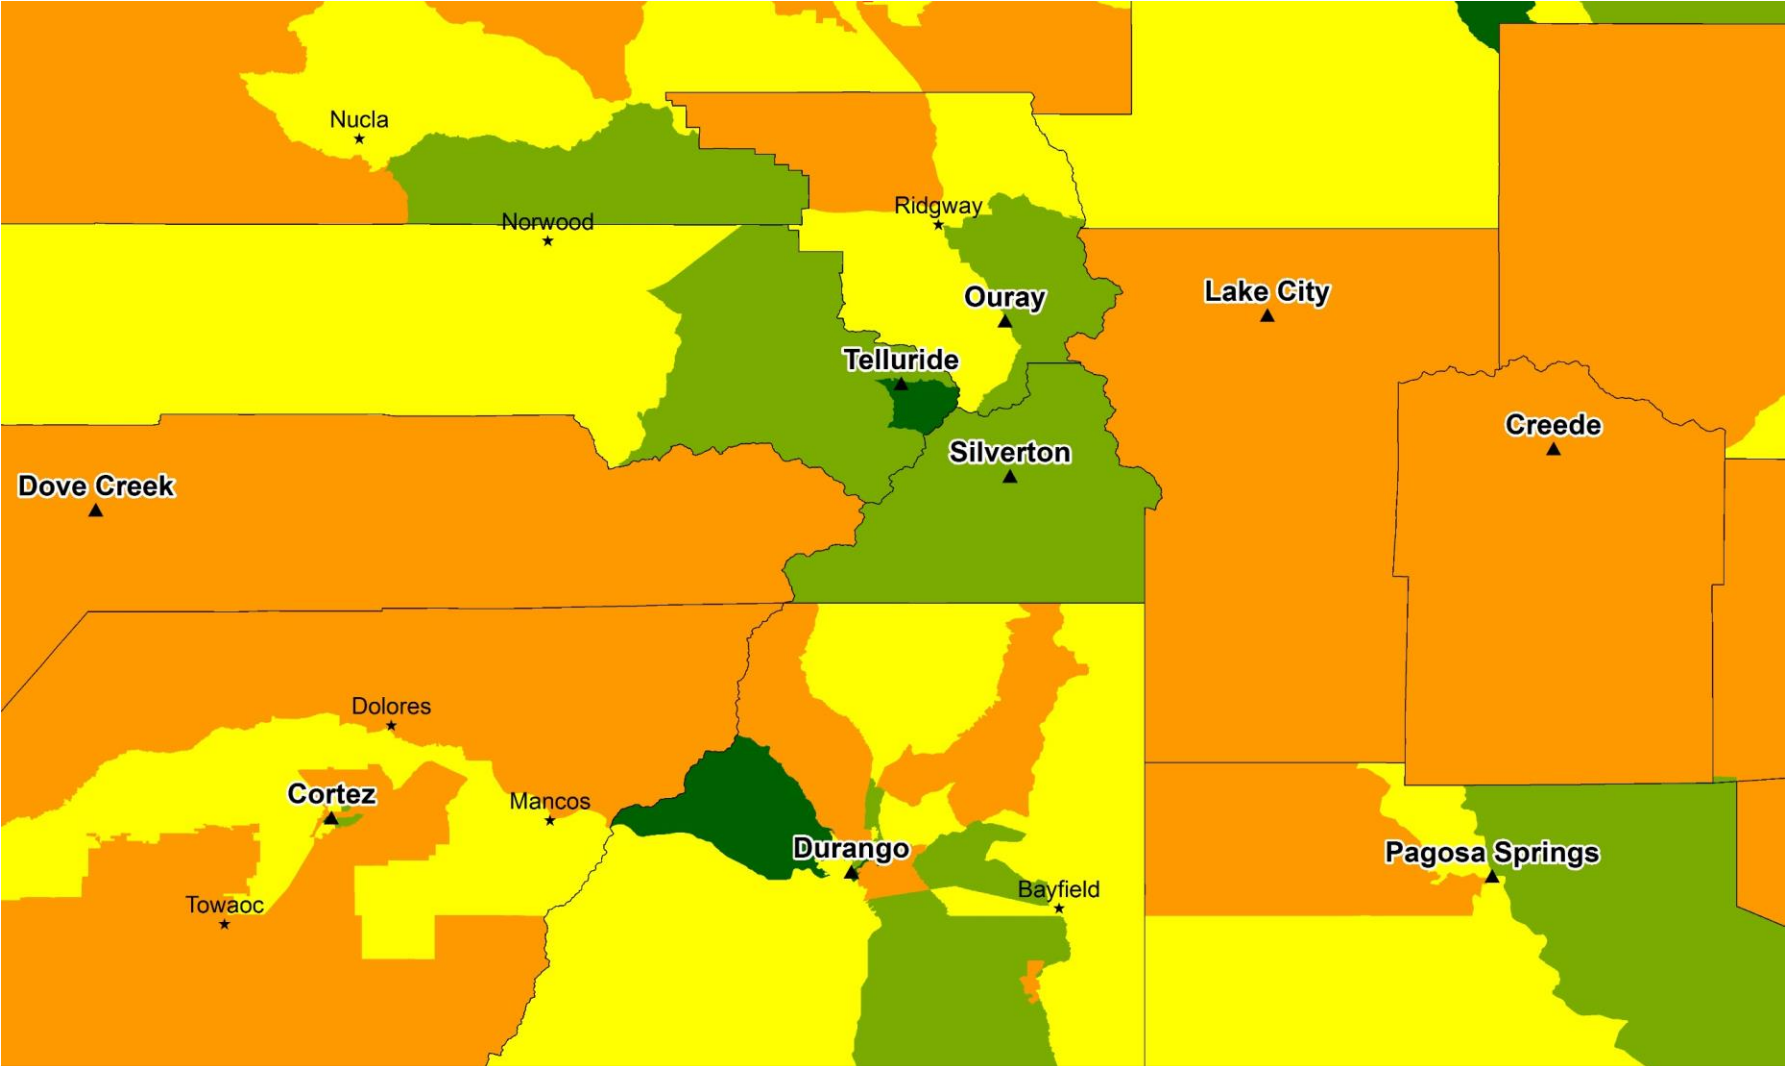 Nucla
Ridgway
Norwood
Lake City
Ouray
Telluride
Creede
Silverton
Dove Creek
Dolores
Cortez
Mancos
Durango
Pagosa Springs
Bayfield
Towaoc